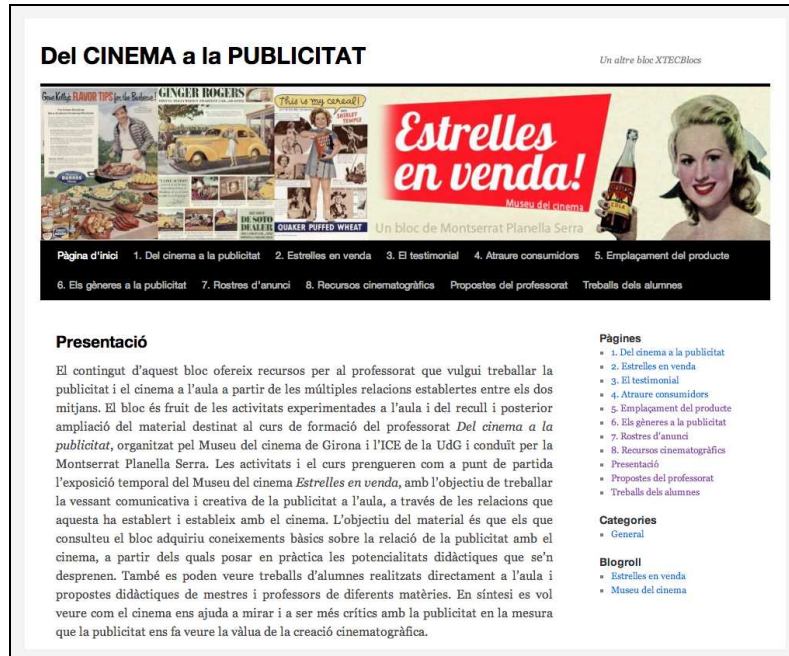 Del CINEMA a la PUBLICITAT
Un altre bloc XTECBlocs
Gene Kelly's FLAVOR TIPS for the Barbecue!
GINGER ROGERS
This is my cereal!
SHIRLEY
TEMPLE
DE SOTO
DEALER
QUAKER PUFFED WHEAT
Estrelles
en venda!
Museu del cinema
COLA
Un bloc de Montserrat Planella Serra
Pàgina d'inici 1. Del cinema a la publicitat 2. Estrelles en venda 3. El testimonial 4. Atraure consumidors 5. Emplaçament del producte
6. Els gèneres a la publicitat 7. Rostres d'anunci 8. Recursos cinematogràfics Propostes del professorat Treballs dels alumnes
Presentació
El contingut d'aquest bloc ofereix recursos per al professorat que vulgui treballar la
publicitat i el cinema a l'aula a partir de les múltiples relacions establertes entre els dos
mitjans. El bloc és fruit de les activitats experimentades a l'aula i del recull i posterior
ampliació del material destinat al curs de formació del professorat Del cinema a la
publicitat, organitzat pel Museu del cinema de Girona i l'ICE de la UdG i conduït per la
Montserrat Planella Serra. Les activitats i el curs prengueren com a punt de partida
l'exposició temporal del Museu del cinema Estrelles en venda, amb l'objectiu de treballar
la vessant comunicativa i creativa de la publicitat a l'aula, a través de les relacions que
aquesta ha establert i estableix amb el cinema. L'objectiu del material és que els que
consulteu el bloc adquiriu coneixements bàsics sobre la relació de la publicitat amb el
cinema, a partir dels quals posar en pràctica les potencialitats didàctiques que se'n
desprenen. També es poden veure treballs d'alumnes realitzats directament a l'aula i
propostes didàctiques de mestres i professors de diferents matèries. En síntesi es vol
veure com el cinema ens ajuda a mirar i a ser més crítics amb la publicitat en la mesura
que la publicitat ens fa veure la vàlua de la creació cinematogràfica.
Pàgines
1. Del cinema a la publicitat
2. Estrelles en venda
3. El testimonial
4. Atraure consumidors
5. Emplaçament del producte
6. Els gèneres a la publicitat
7. Rostres d'anunci
8. Recursos cinematogràfics
Presentació
Propostes del professorat
Treballs dels alumnes
Categories
General
Blogroll
Estrelles en venda
Museu del cinema